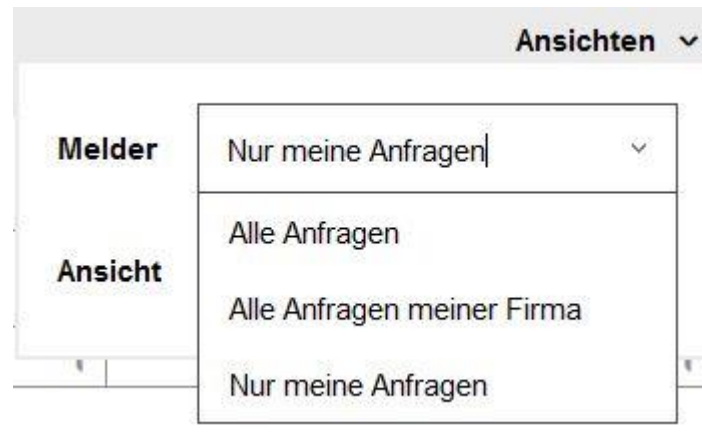 Ansichten
Melder Nur meine Anfragen
Alle Anfragen
Ansicht
Alle Anfragen meiner Firma
Nur meine Anfragen